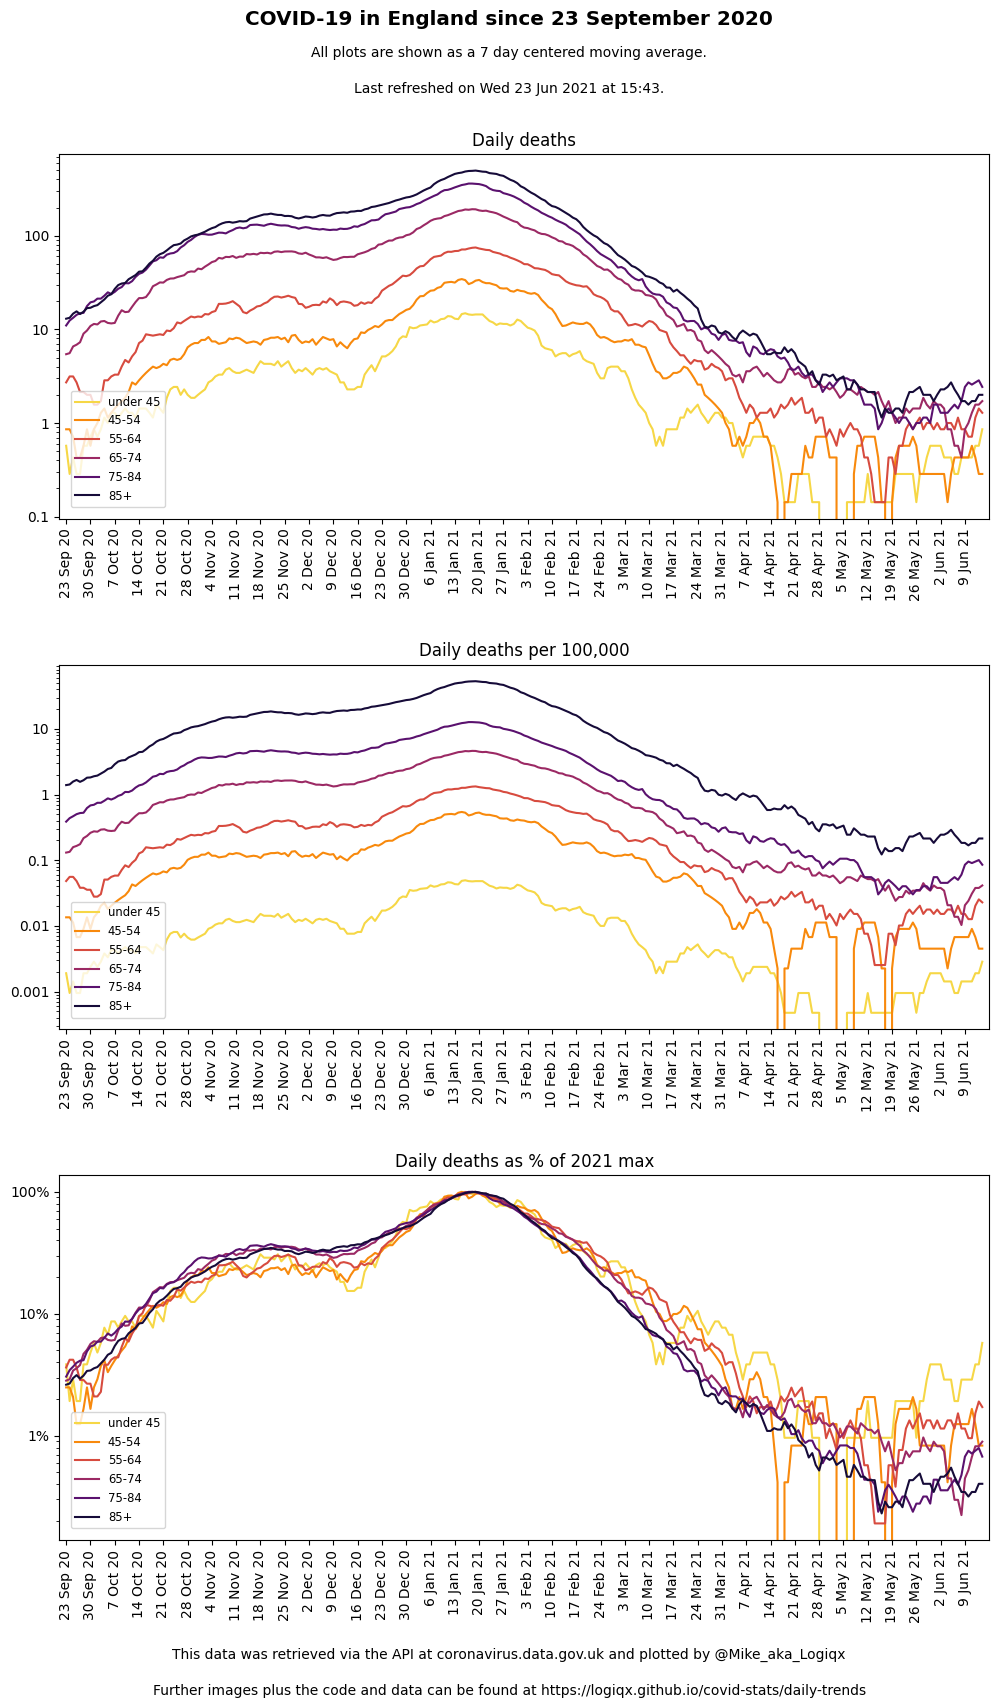 COVID-19 in England since 23 September 2020
All plots are shown as a 7 day centered moving average.
Last refreshed on Wed 23 Jun 2021 at 15:43.
Daily deaths
100
10
1
0.1
under 45
45-54
55-64
65-74
75-84
85+
23 Sep 20
30 Sep 20
7 Oct 20
14 Oct 20
21 Oct 20
28 Oct 20
4 Nov 20
11 Nov 20
18 Nov 20
25 Nov 20
2 Dec 20
9 Dec 20
16 Dec 20
23 Dec 20
30 Dec 20
6 Jan 21
13 Jan 21
20 Jan 21
27 Jan 21
3 Feb 21
10 Feb 21
17 Feb 21
24 Feb 21
3 Mar 21
10 Mar 21
17 Mar 21
24 Mar 21
31 Mar 21
7 Apr 21
14 Apr 21
21 Apr 21
28 Apr 21
5 May 21
12 May 21
19 May 21
26 May 21
2 Jun 21
9 Jun 21
Daily deaths per 100,000
10
1
0.1
0.01
0.001
under 45
45-54
55-64
65-74
75-84
85+
23 Sep 20
30 Sep 20
7 Oct 20
14 Oct 20
21 Oct 20
28 Oct 20
4 Nov 20
11 Nov 20
18 Nov 20
25 Nov 20
2 Dec 20
9 Dec 20
16 Dec 20
23 Dec 20
30 Dec 20
6 Jan 21
13 Jan 21
20 Jan 21
27 Jan 21
3 Feb 21
10 Feb 21
17 Feb 21
24 Feb 21
3 Mar 21
10 Mar 21
17 Mar 21
24 Mar 21
31 Mar 21
7 Apr 21
14 Apr 21
21 Apr 21
28 Apr 21
5 May 21
12 May 21
19 May 21
26 May 21
2 Jun 21
9 Jun 21
Daily deaths as % of 2021 max
100%
10%
1%
under 45
45-54
55-64
65-74
75-84
85+
23 Sep 20
30 Sep 20
7 Oct 20
14 Oct 20
21 Oct 20
28 Oct 20
4 Nov 20
11 Nov 20
18 Nov 20
25 Nov 20
2 Dec 20
9 Dec 20
16 Dec 20
23 Dec 20
30 Dec 20
6 Jan 21
13 Jan 21
20 Jan 21
27 Jan 21
3 Feb 21
10 Feb 21
17 Feb 21
24 Feb 21
3 Mar 21
10 Mar 21
17 Mar 21
24 Mar 21
31 Mar 21
7 Apr 21
14 Apr 21
21 Apr 21
28 Apr 21
5 May 21
12 May 21
19 May 21
26 May 21
2 Jun 21
9 Jun 21
This data was retrieved via the API at coronavirus.data.gov.uk and plotted by @Mike_aka_Logiqx
Further images plus the code and data can be found at https://logiqx.github.io/covid-stats/daily-trends